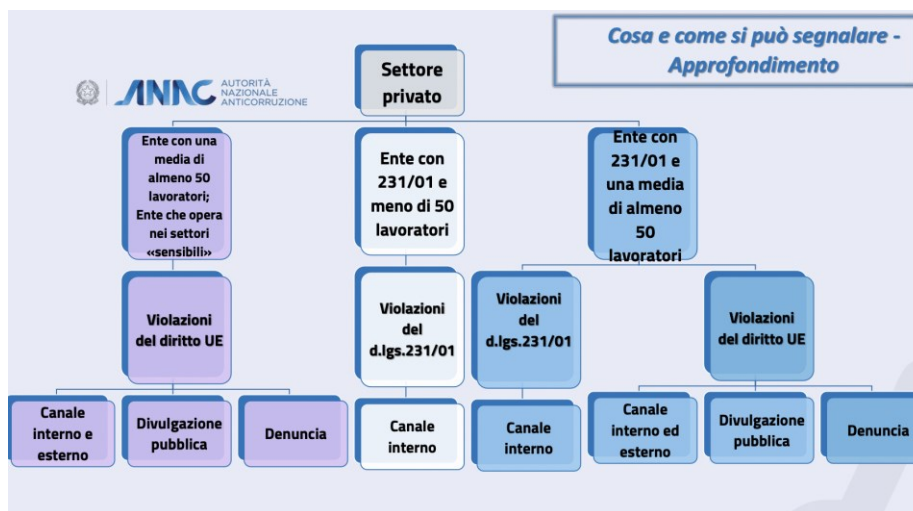 Cosa e come si può segnalare -
Approfondimento
ANAC
AUTORITÀ
NAZIONALE
ANTICORRUZIONE
Settore
privato
Ente con una
media di
almeno 50
lavoratori;
Ente che opera
nei settori
«sensibili»
Ente con
231/01 e
meno di 50
lavoratori
Ente con
231/01 e
una media
di almeno
50
lavoratori
Violazioni
del diritto UE
Violazioni
del
d.lgs.231/01
Violazioni
del
d.lgs.231/01
Violazioni
del diritto UE
Canale
interno e
esterno
Divulgazione
pubblica
Denuncia
Canale
interno
Canale
interno
Canale
interno ed
esterno
Divulgazione
pubblica
Denuncia